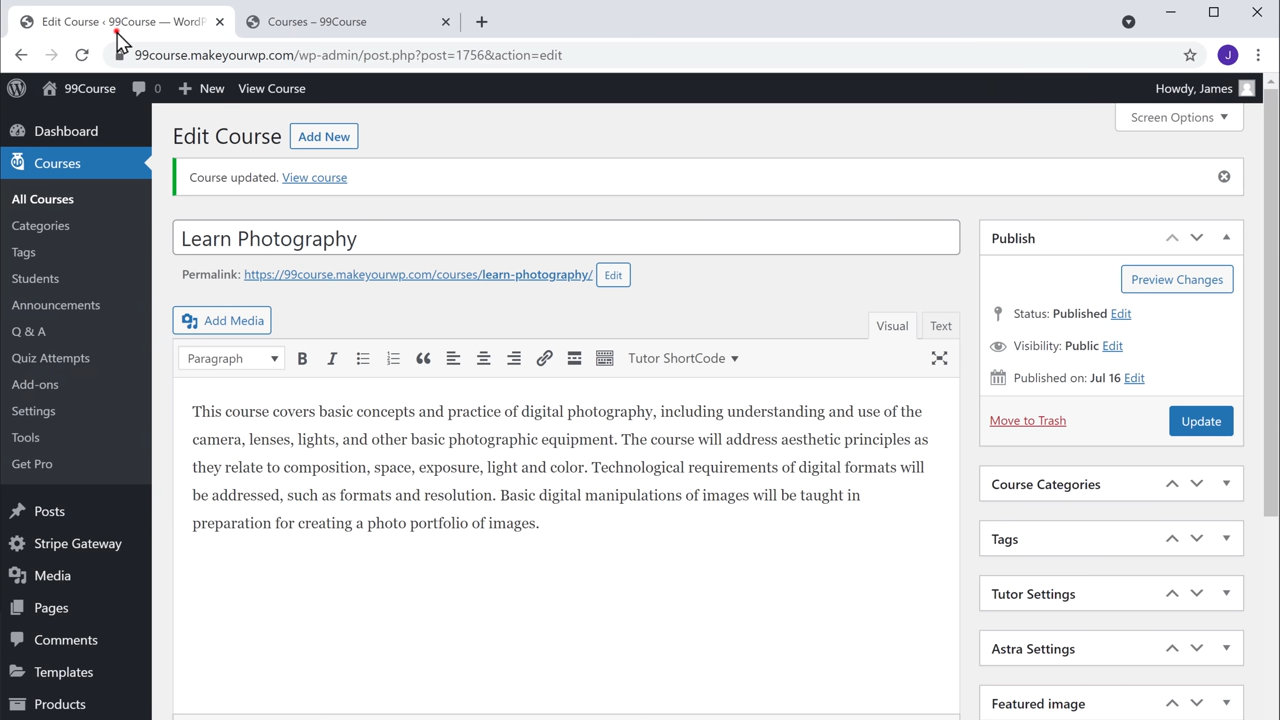 Edit Course ‹ 99Course — WordP
Courses – 99Course
99course.makeyourwp.com/wp-admin/post.php?post=1756&action=edit
J
99Course
0
New
View Course
Howdy, James
Screen Options
Dashboard
Courses
All Courses
Categories
Tags
Students
Announcements
Q & A
Quiz Attempts
Add-ons
Settings
Tools
Get Pro
Posts
Stripe Gateway
Media
Pages
Comments
Templates
Products
Edit Course
Add New
Course updated. View course
Learn Photography
Permalink: https://99course.makeyourwp.com/courses/learn-photography/ Edit
Add Media
Visual
Text
Paragraph
Tutor ShortCode
This course covers basic concepts and practice of digital photography, including understanding and use of the
camera, lenses, lights, and other basic photographic equipment. The course will address aesthetic principles as
they relate to composition, space, exposure, light and color. Technological requirements of digital formats will
be addressed, such as formats and resolution. Basic digital manipulations of images will be taught in
preparation for creating a photo portfolio of images.
Publish
Preview Changes
Status: Published Edit
Visibility: Public Edit
Published on: Jul 16 Edit
Move to Trash
Update
Course Categories
Tags
Tutor Settings
Astra Settings
Featured image